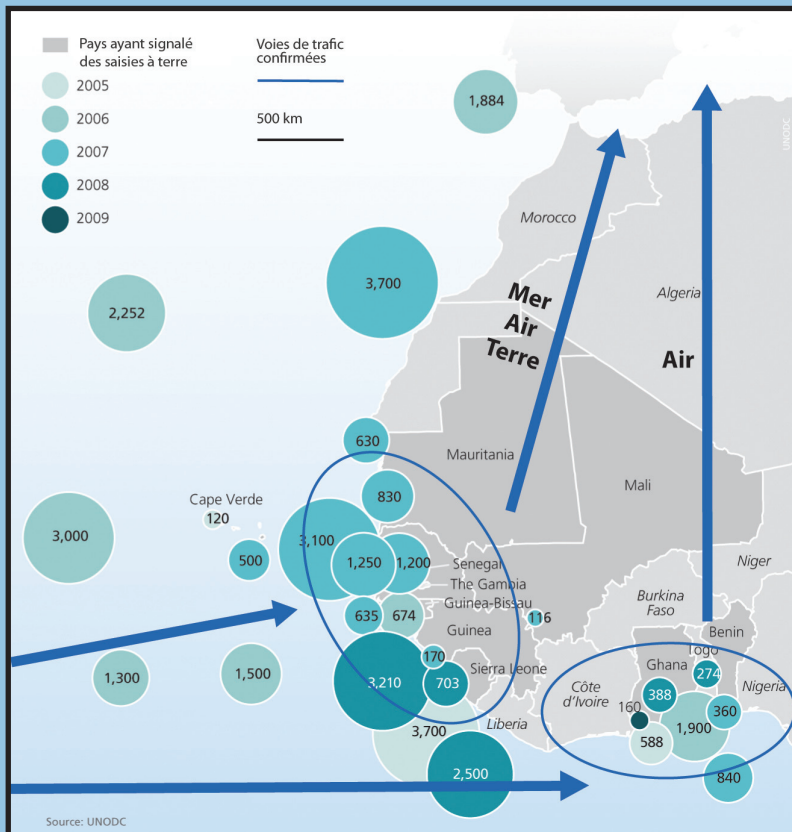 Pays ayant signalé
des saisies à terre
2005
2006
2007
2008
2009
Voies de trafic
confirmées
500 km
1,884
UNODC
Morocco
3,700
2,252
Mer
Air
Terre
Algeria
Air
630
Mauritania
830
Mali
Cape Verde
120
3,000
3,100
500
1,250
1,200
Senegal
The Gambia
Guinea-Bissau
Niger
Burkina
Faso
635
674
116
Guinea
Benin
Togo
170
Sierra Leone
Ghana
274
1,300
1,500
3,210
703
Côte
d'Ivoire
388
Nigeria
160
360
Liberia
3,700
588
1,900
2,500
840
Source: UNODC